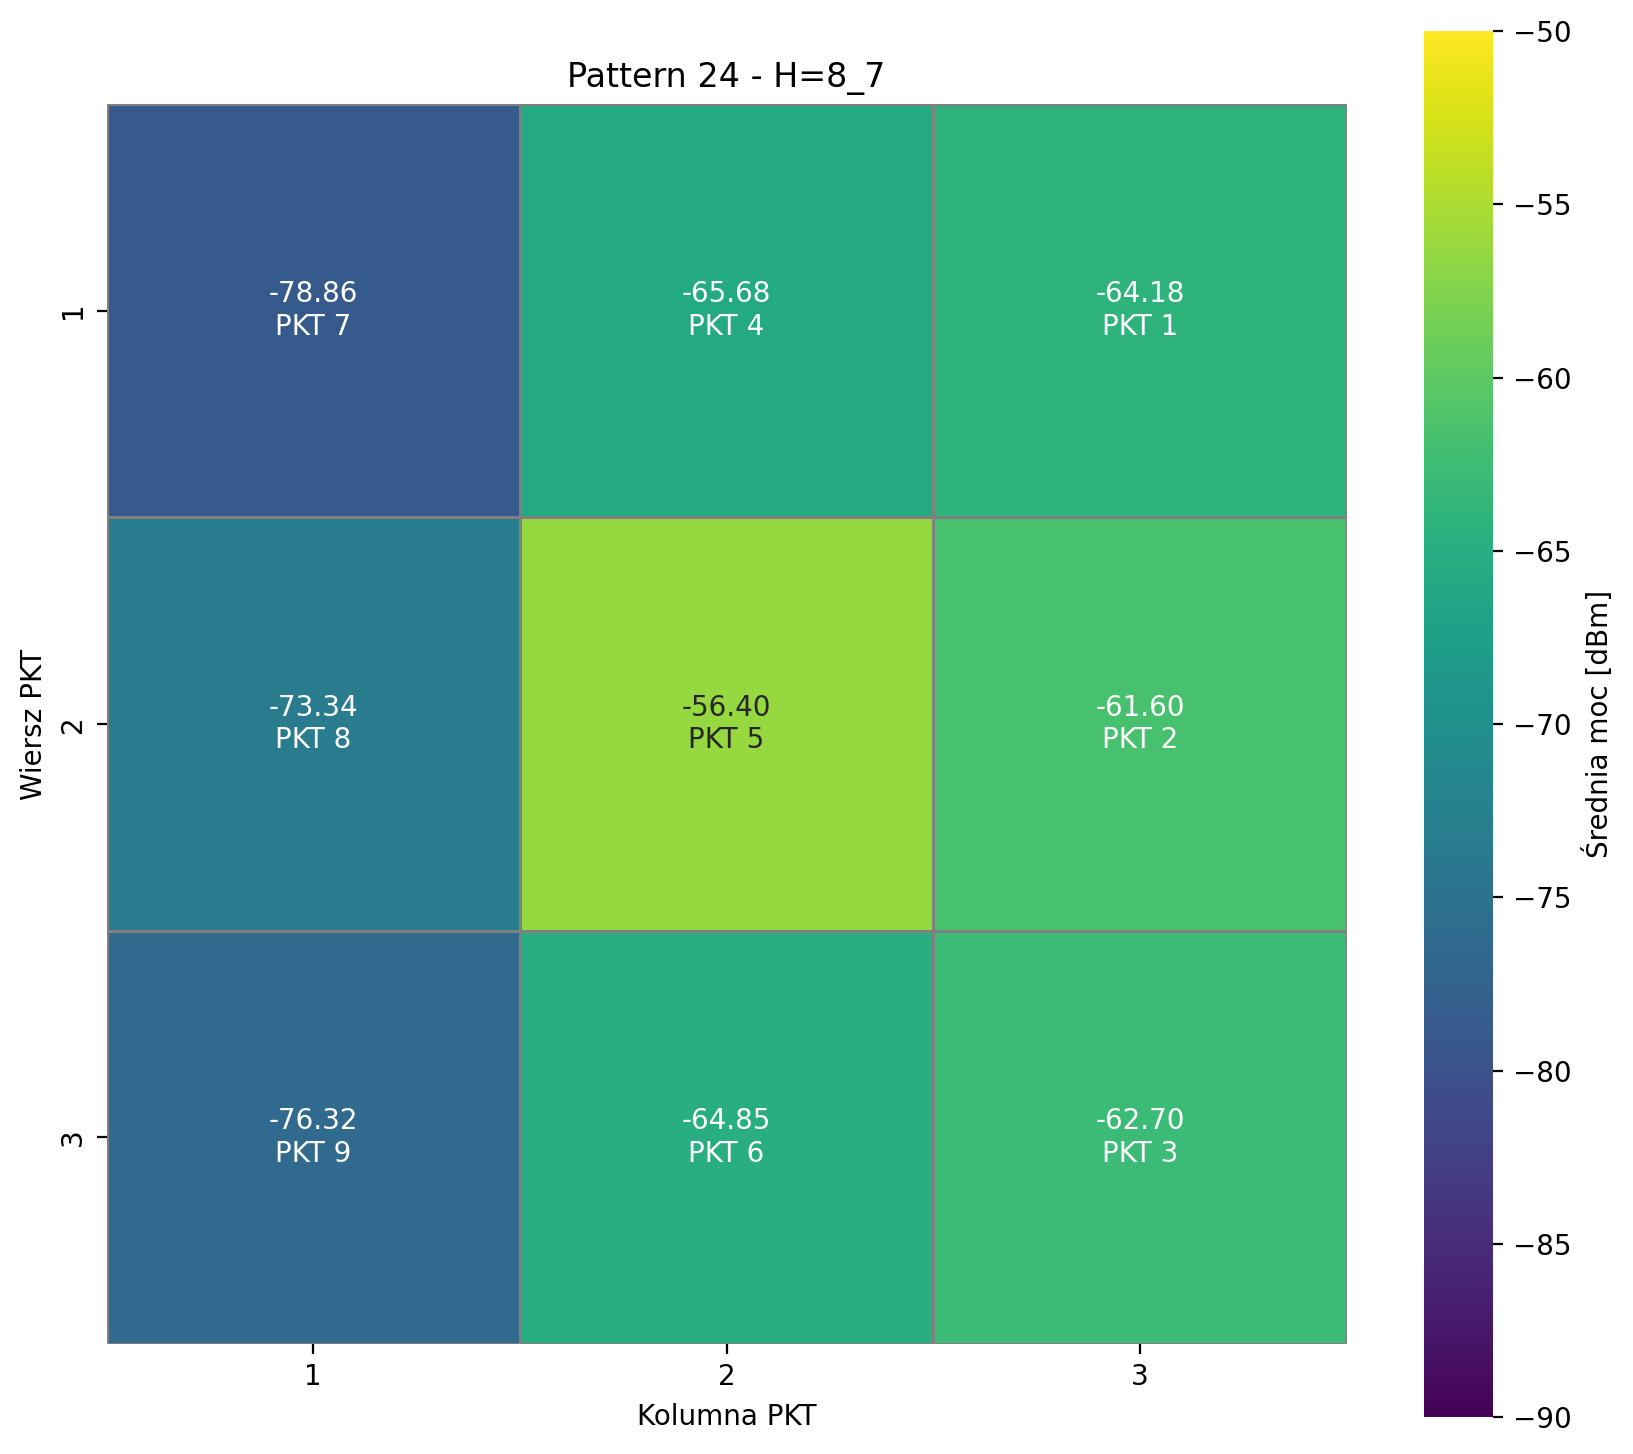 Pattern 24 - H=8_7
-78.86
PKT 7
-65.68
PKT 4
-64.18
PKT 1
-73.34
PKT 8
-56.40
PKT 5
-61.60
PKT 2
-76.32
PKT 9
-64.85
PKT 6
-62.70
PKT 3
1
2
3
Wiersz PKT
1
2
3
Kolumna PKT
−50
−55
−60
−65
−70
−75
−80
−85
−90
Średnia moc [dBm]